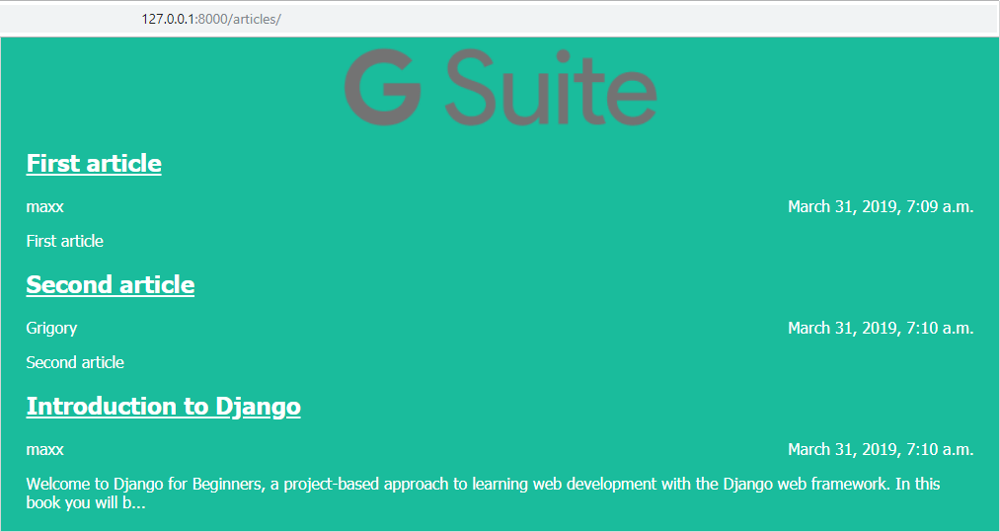 127.0.0.1:8000/articles/
G Suite
First article
maxx March 31, 2019, 7:09 a.m.
First article
Second article
Grigory March 31, 2019, 7:10 a.m.
Second article
Introduction to Django
maxx March 31, 2019, 7:10 a.m.
Welcome to Django for Beginners, a project-based approach to learning web development with the Django web framework. In this
book you will b...